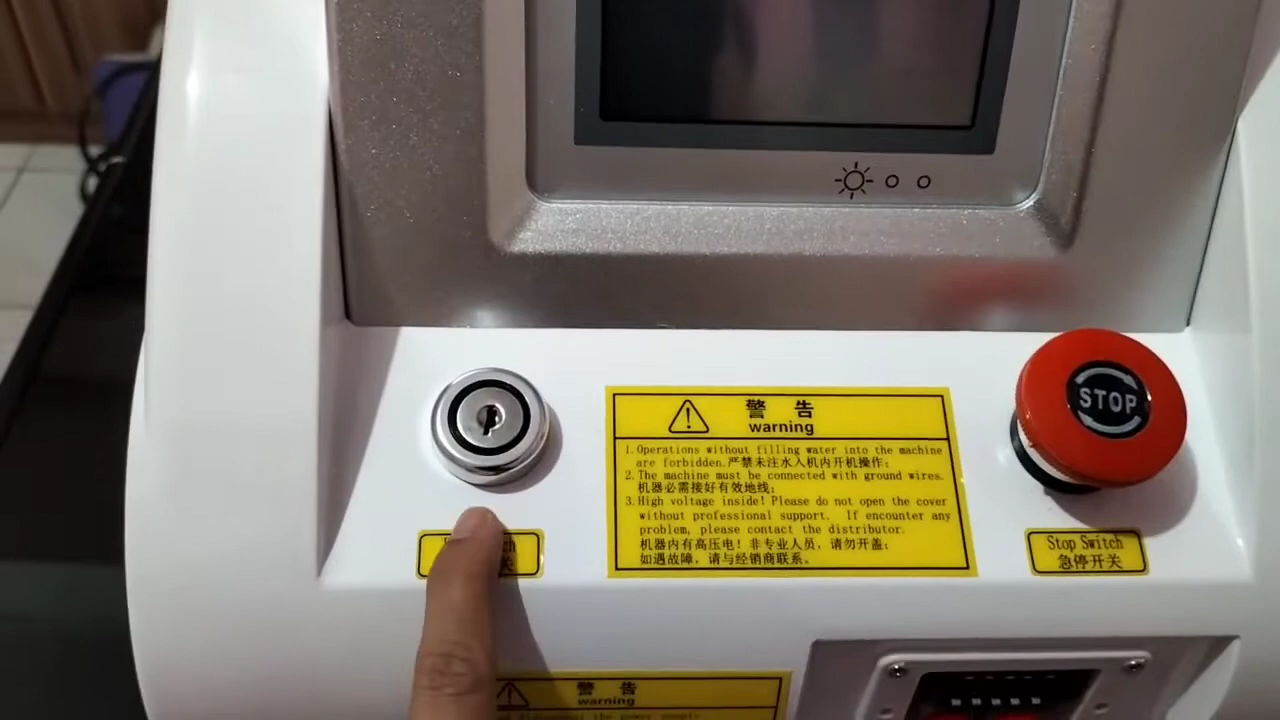 STOP
警 告
warning
1.Operations without filling water into the machine
are forbidden.严禁未注水入机内开机操作;
2.The machine must be connected with ground wires.
机器必需接好有效地线;
3.High voltage inside! Please do not open the cover
without professional support. If encounter any
problem, please contact the distributor.
机器内有高压电! 非专业人员, 请勿开盖;
如遇故障, 请与经销商联系。
Stop Switch
急停开关
警 告
warning
the power supply